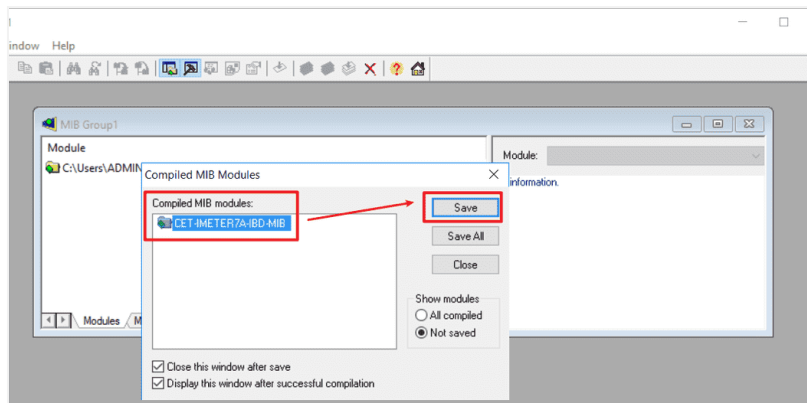 indow Help
MIB Group1
Module
C:\Users\ADMIN
Module:
information.
Compiled MIB Modules
Compiled MIB modules:
CET-IMETER7A-IBD-MIB
Save
Save All
Close
Show modules
All compiled
Not saved
Close this window after save
Display this window after successful compilation
Modules
M